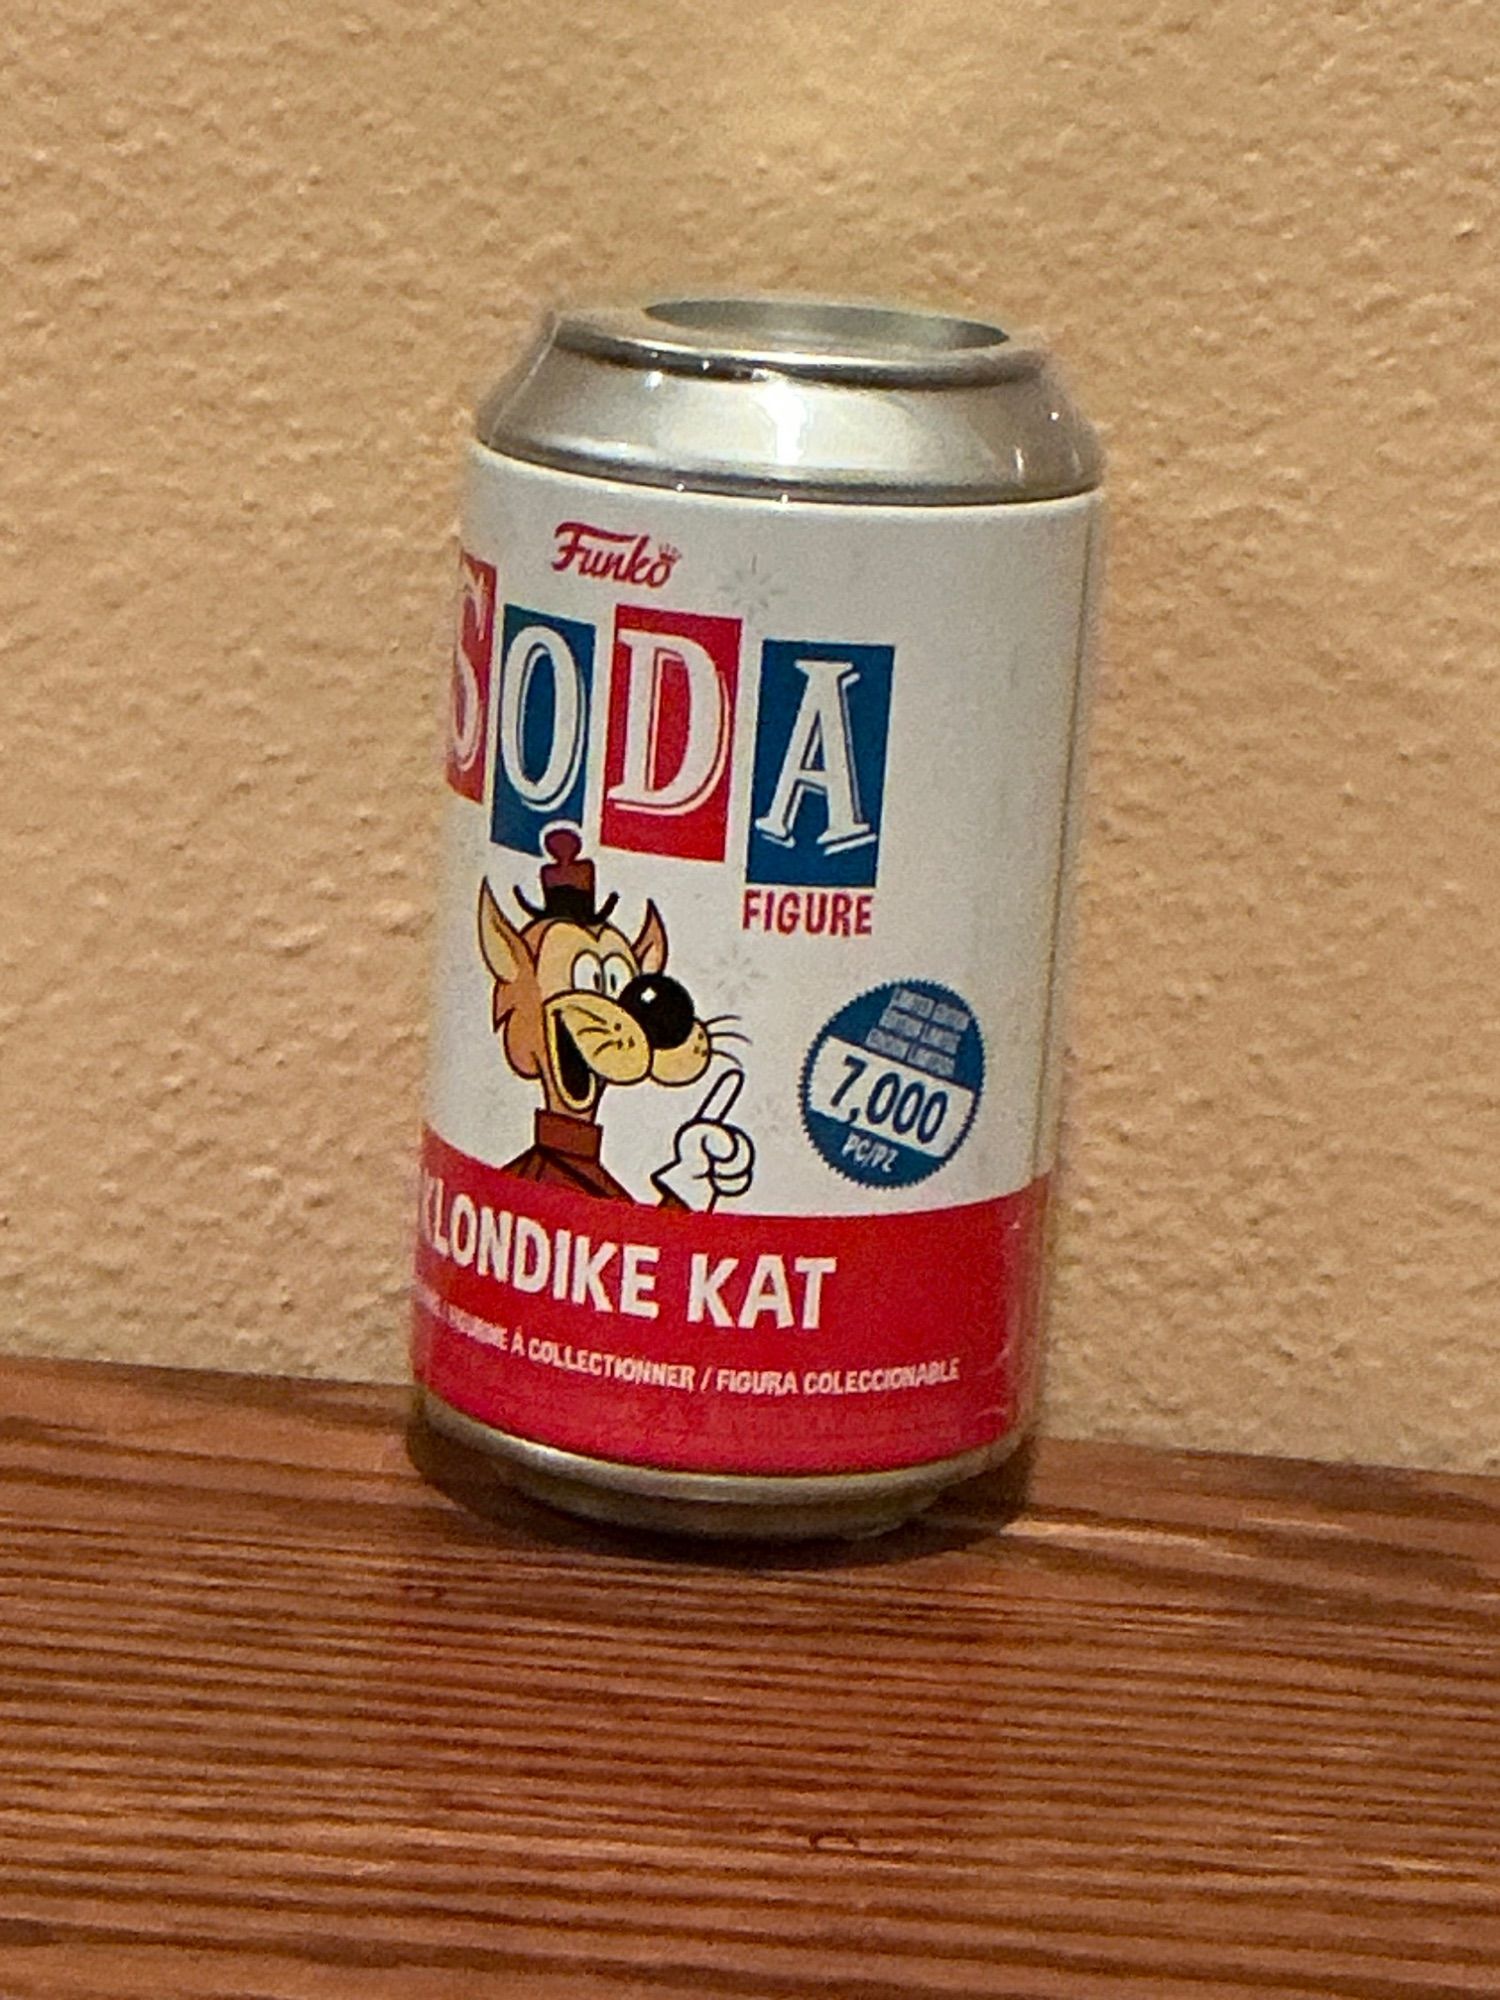 Funko
SODA
FIGURE
7,000
PC/PZ
KLONDIKE KAT
À COLLECTIONNER / FIGURA COLECCIONABLE